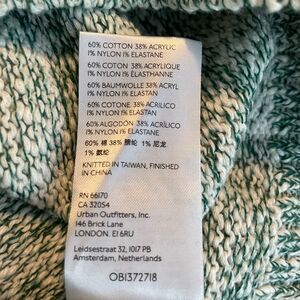 60% COTTON 38% ACRYLIC
1% NYLON 1% ELASTANE
60% COTON 38% ACRYLIQUE
1% NYLON 1% ELASTHANNE
60% BAUMWOLLE 38% ACRYL
1% NYLON 1% ELASTAN
60% COTONE 38% ACRILICO
1% NYLON 1% ELASTAN
60% ALGODÓN 38% ACRÍLICO
1% NYLON 1% ELASTANE
60% 棉 38% 腈纶 1% 尼龙
1% 氨纶
KNITTED IN TAIWAN, FINISHED
IN CHINA
RN 66170
CA 32054
Urban Outfitters, Inc.
146 Brick Lane
LONDON, E1 6RU
Leidsestraat 32, 1017 PB
Amsterdam, Netherlands
OB1372718